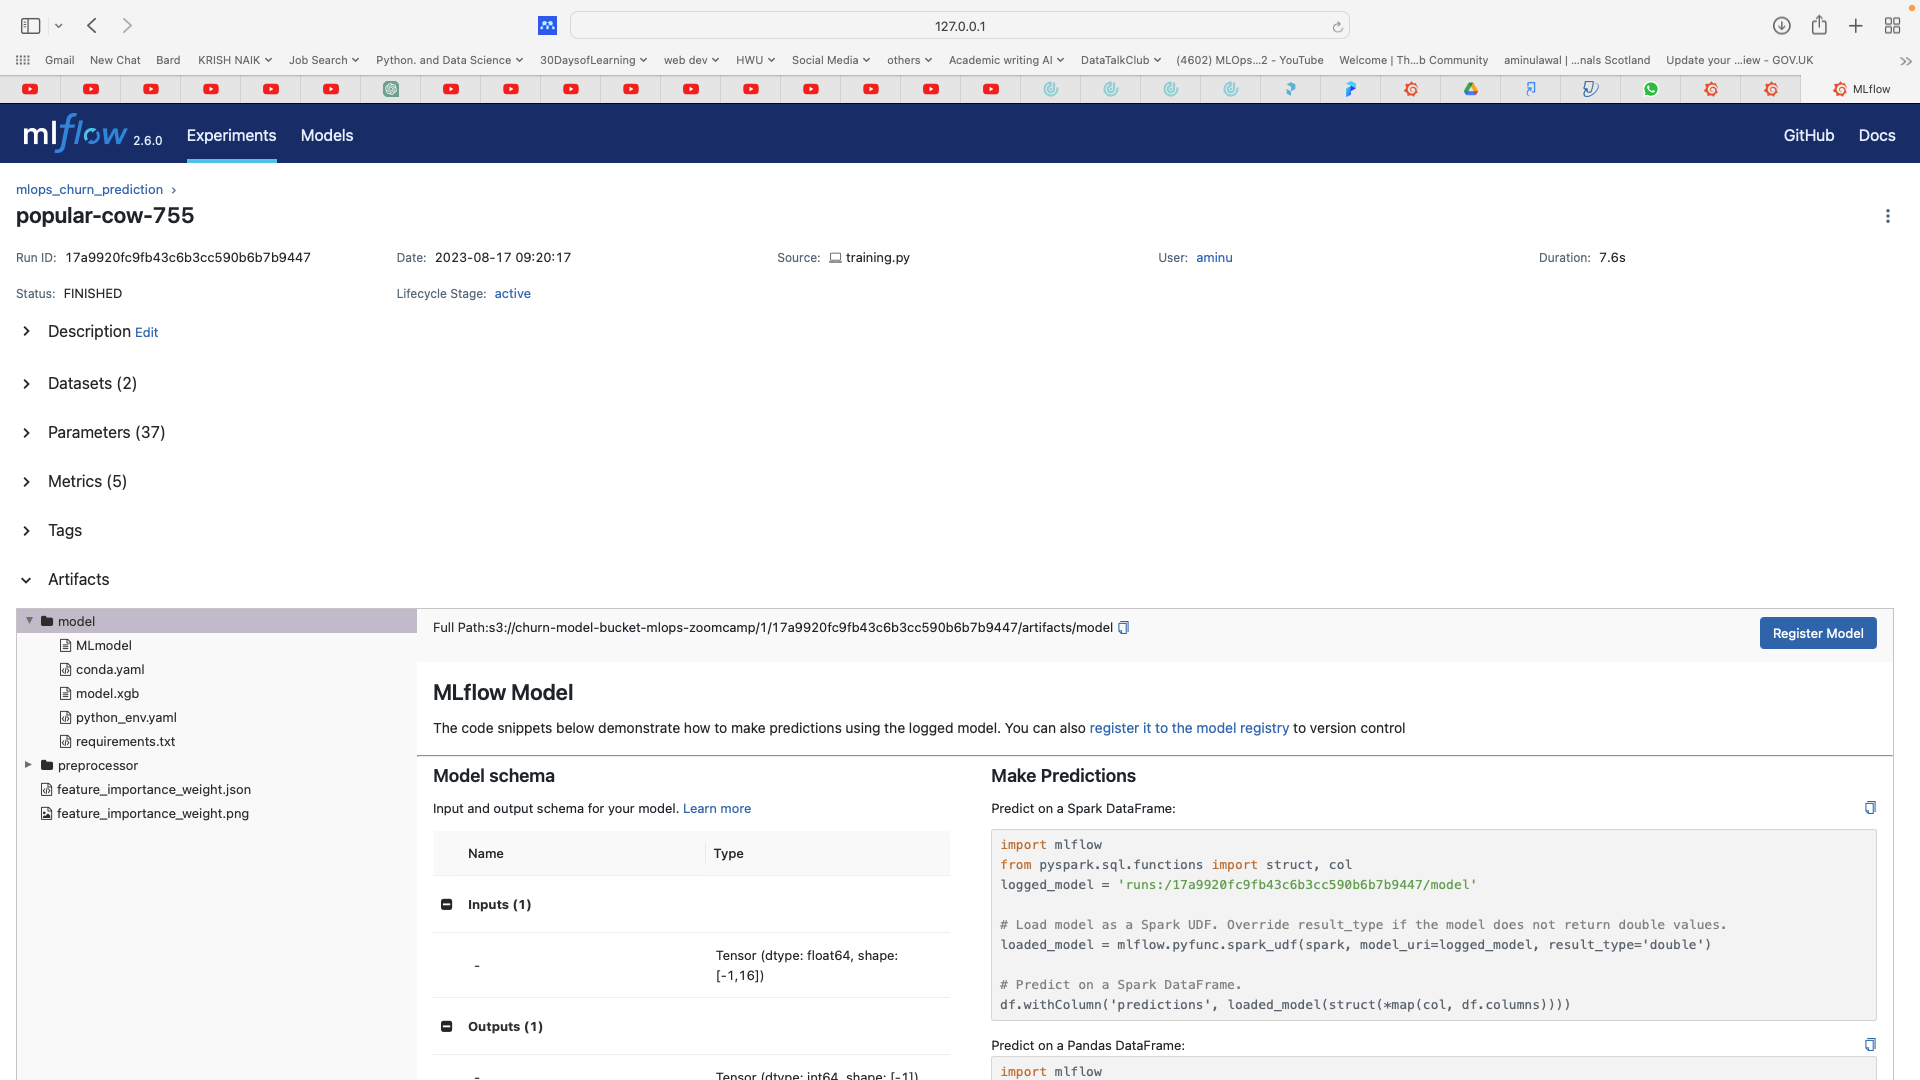 127.0.0.1
Gmail New Chat Bard KRISH NAIK Job Search Python. and Data Science 30DaysofLearning web dev HWU Social Media others Academic writing AI DataTalkClub (4602) MLOps...2 - YouTube Welcome | Th...b Community aminulawal | ...nals Scotland Update your ...iew - GOV.UK
MLflow
mlflow 2.6.0 Experiments Models GitHub Docs
mlops_churn_prediction ›
popular-cow-755
Run ID: 17a9920fc9fb43c6b3cc590b6b7b9447 Date: 2023-08-17 09:20:17 Source: training.py User: aminu Duration: 7.6s
Status: FINISHED Lifecycle Stage: active
Description Edit
Datasets (2)
Parameters (37)
Metrics (5)
Tags
Artifacts
model
MLmodel
conda.yaml
model.xgb
python_env.yaml
requirements.txt
preprocessor
feature_importance_weight.json
feature_importance_weight.png
Full Path:s3://churn-model-bucket-mlops-zoomcamp/1/17a9920fc9fb43c6b3cc590b6b7b9447/artifacts/model
Register Model
MLflow Model
The code snippets below demonstrate how to make predictions using the logged model. You can also register it to the model registry to version control
Model schema
Input and output schema for your model. Learn more
Name Type
Inputs (1)
- Tensor (dtype: float64, shape:
[-1,16])
Outputs (1)
- Tensor (dtype: int64, shape: [-1])
Make Predictions
Predict on a Spark DataFrame:
import mlflow
from pyspark.sql.functions import struct, col
logged_model = 'runs:/17a9920fc9fb43c6b3cc590b6b7b9447/model'
# Load model as a Spark UDF. Override result_type if the model does not return double values.
loaded_model = mlflow.pyfunc.spark_udf(spark, model_uri=logged_model, result_type='double')
# Predict on a Spark DataFrame.
df.withColumn('predictions', loaded_model(struct(*map(col, df.columns))))
Predict on a Pandas DataFrame:
import mlflow